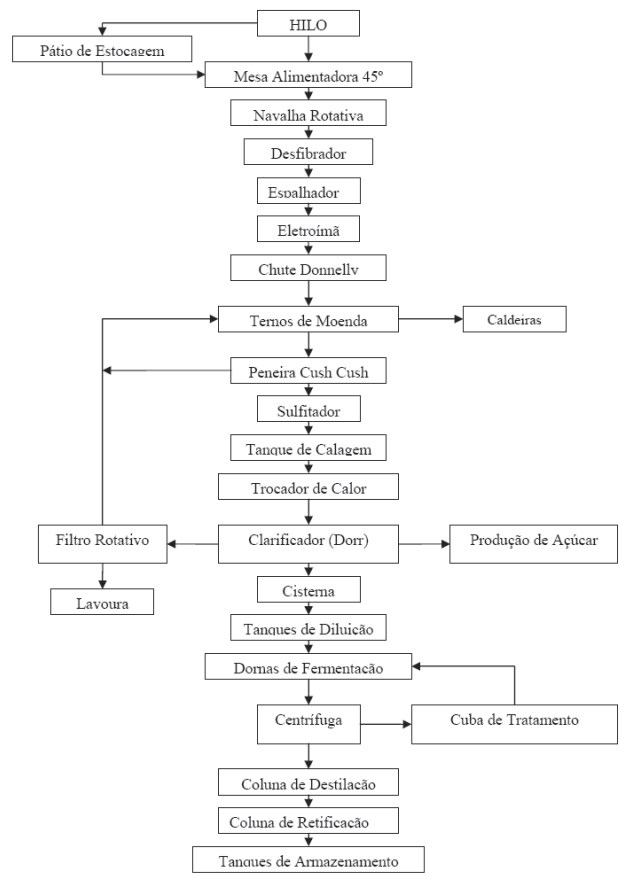 HILO
Pátio de Estocagem
Mesa Alimentadora 45º
Navalha Rotativa
Desfibrador
Espalhador
Eletroímã
Chute Donnelly
Ternos de Moenda
Caldeiras
Peneira Cush Cush
Sulfitador
Tanque de Calagem
Trocador de Calor
Filtro Rotativo
Clarificador (Dorr)
Produção de Açúcar
Lavoura
Cisterna
Tanques de Diluição
Dornas de Fermentação
Centrífuga
Cuba de Tratamento
Coluna de Destilação
Coluna de Retificação
Tanques de Armazenamento